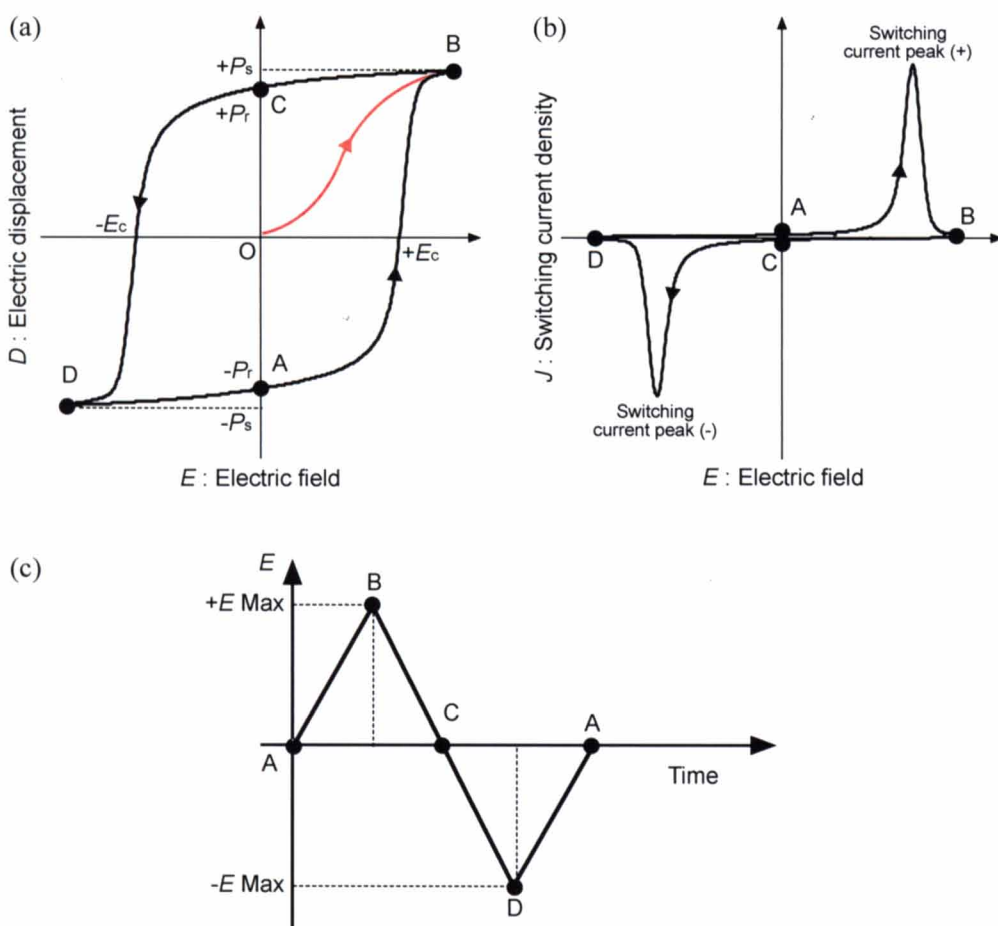 (a)
B
+Ps
C
+Pr
D : Electric displacement
-Ec
O
+Ec
D
-Pr
A
-Ps
E : Electric field
(b)
Switching
current peak (+)
J : Switching current density
A
B
D
C
Switching
current peak (-)
E : Electric field
(c)
E
+E Max
B
C
A
A
Time
-E Max
D